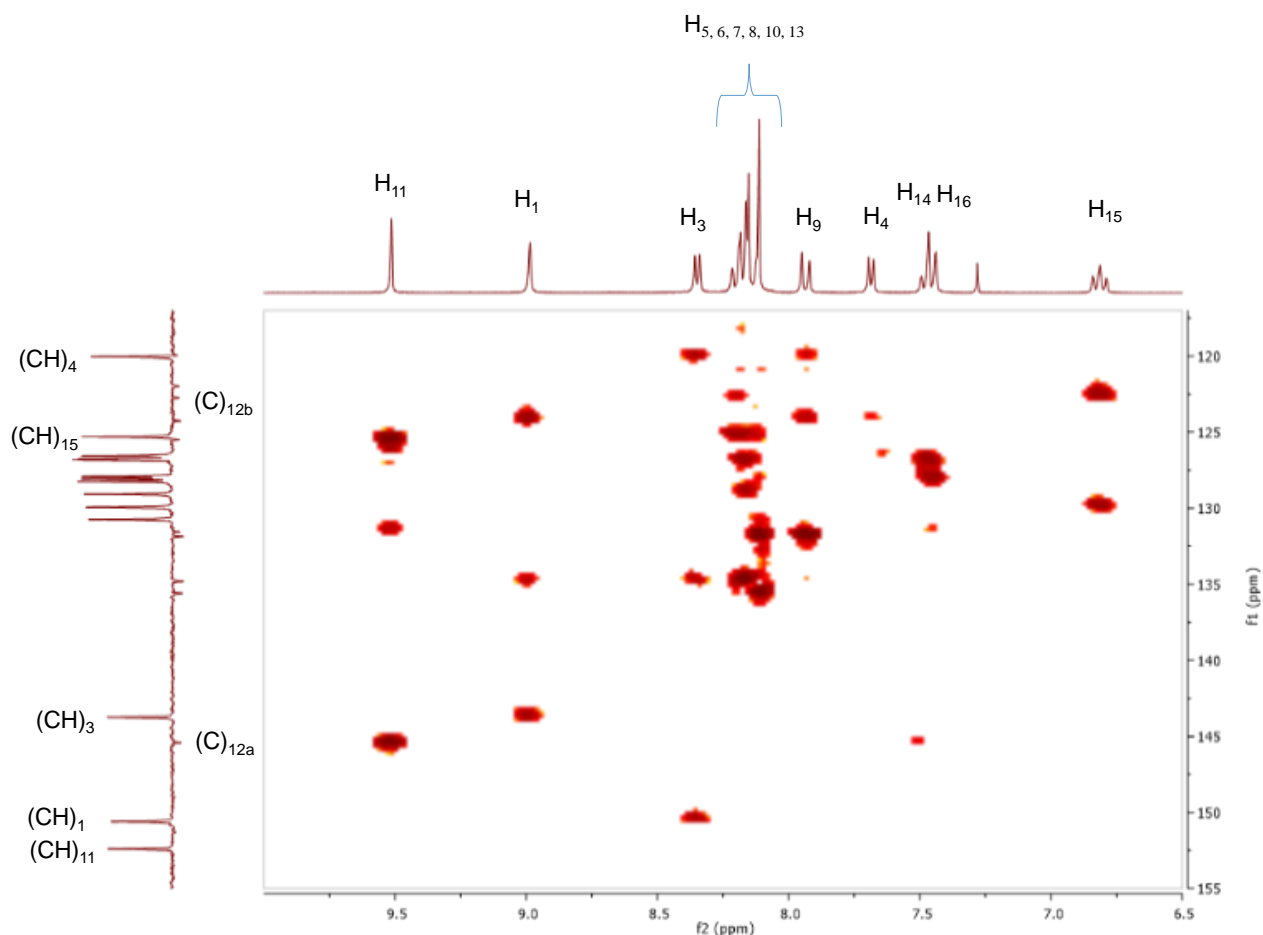 H5, 6, 7, 8, 10, 13
H11
H1
H3
H9
H4
H14 H16
H15
(CH)4
(C)12b
(CH)15
(CH)3
(C)12a
(CH)1
(CH)11
120
125
130
135
140
145
150
155
f1 (ppm)
9.5
9.0
8.5
8.0
7.5
7.0
6.5
f2 (ppm)